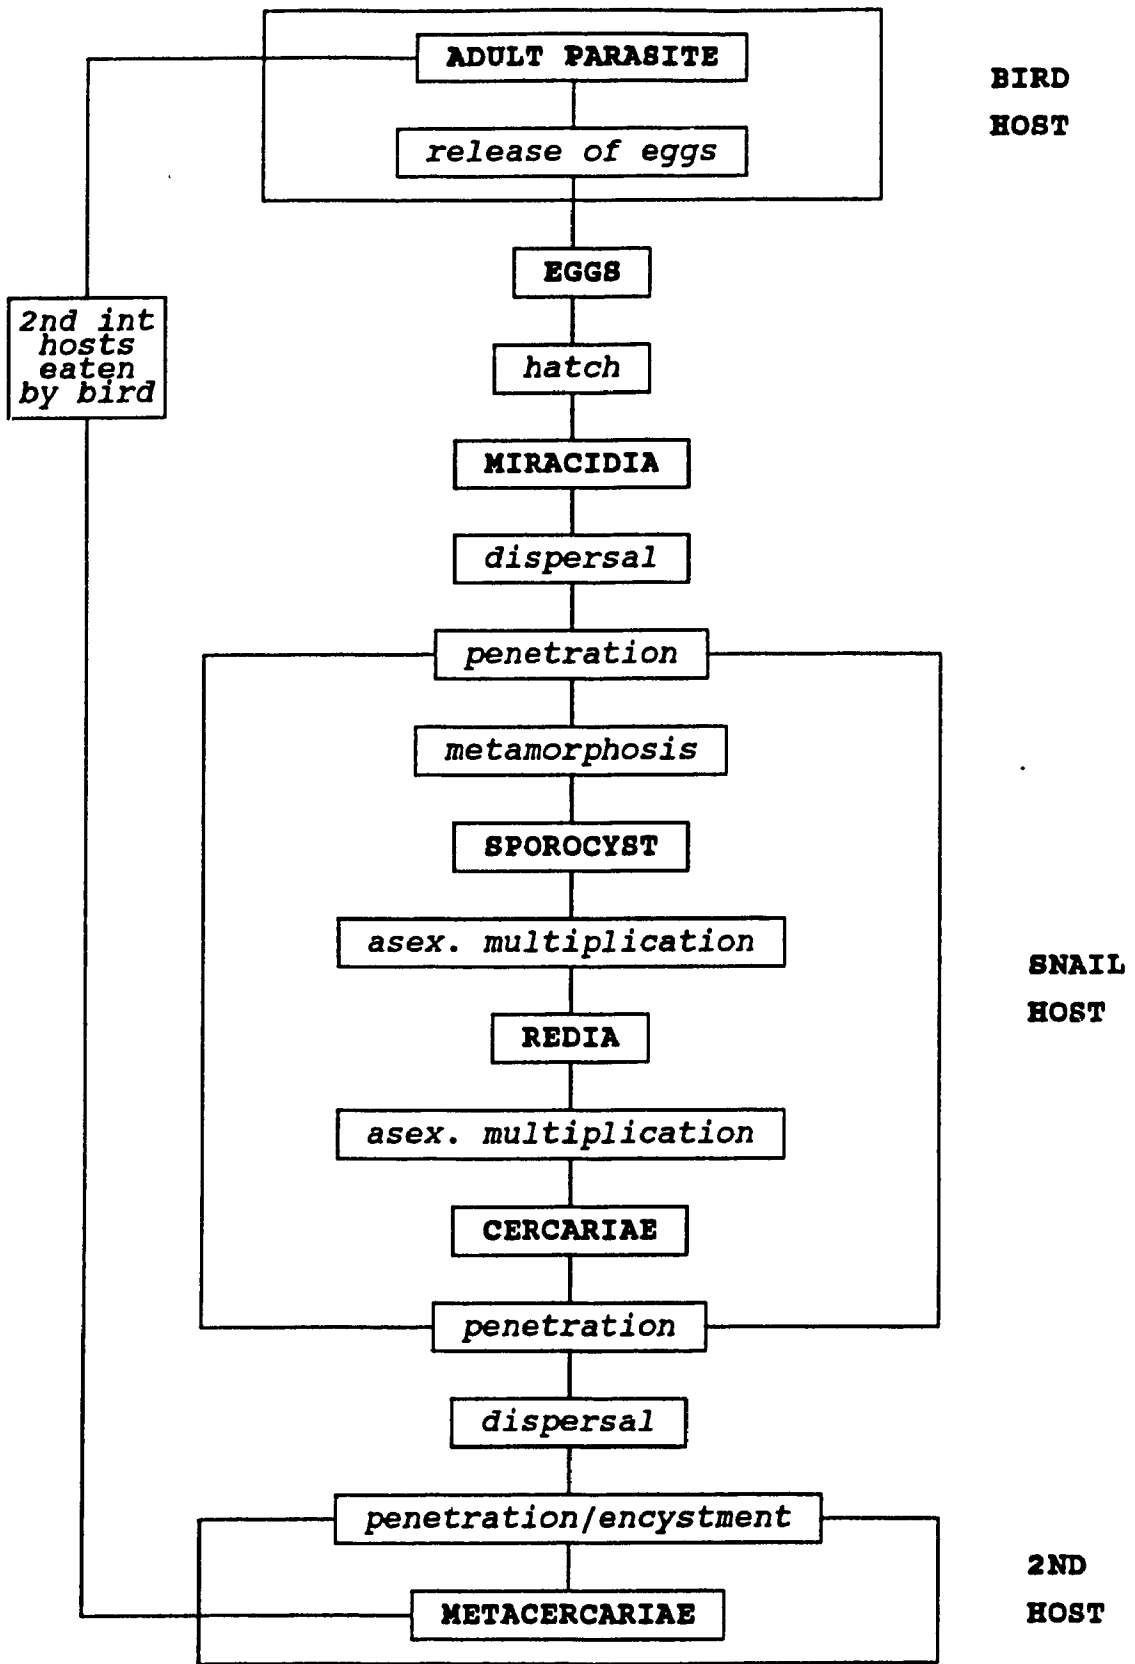 ADULT PARASITE
BIRD
HOST
release of eggs
EGGS
2nd int
hosts
eaten
by bird
hatch
MIRACIDIA
dispersal
penetration
metamorphosis
SPOROCYST
asex. multiplication
SNAIL
HOST
REDIA
asex. multiplication
CERCARIAE
penetration
dispersal
penetration/encystment
2ND
HOST
METACERCARIAE